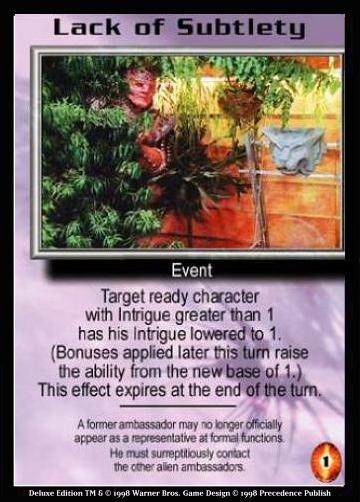 Lack of Subtlety
Event
Target ready character
with Intrigue greater than 1
has his Intrigue lowered to 1.
(Bonuses applied later this turn raise
the ability from the new base of 1.)
This effect expires at the end of the turn.
A former ambassador may no longer officially
appear as a representative at formal functions.
He must surreptitiously contact
the other alien ambassadors.
1
Deluxe Edition TM & © 1998 Warner Bros. Game Design © 1998 Precedence Publish